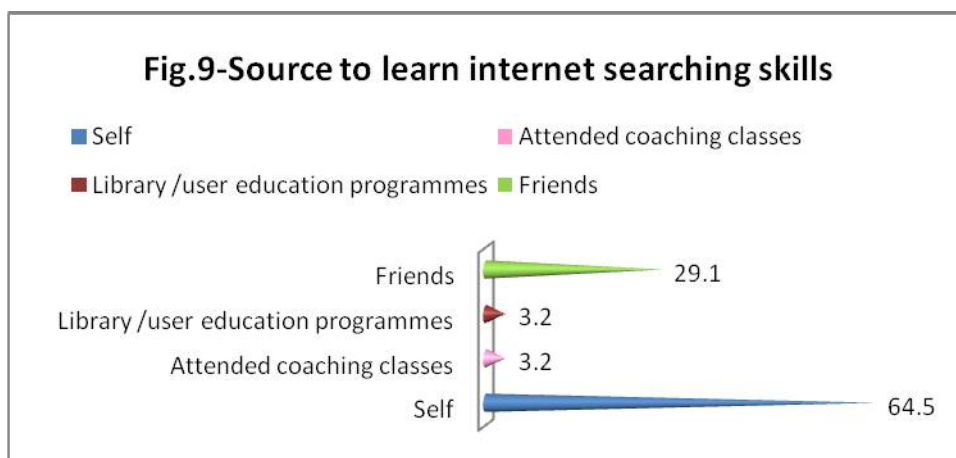 Fig.9-Source to learn internet searching skills
Self
Attended coaching classes
Library /user education programmes
Friends
Friends 29.1
Library /user education programmes 3.2
Attended coaching classes 3.2
Self 64.5